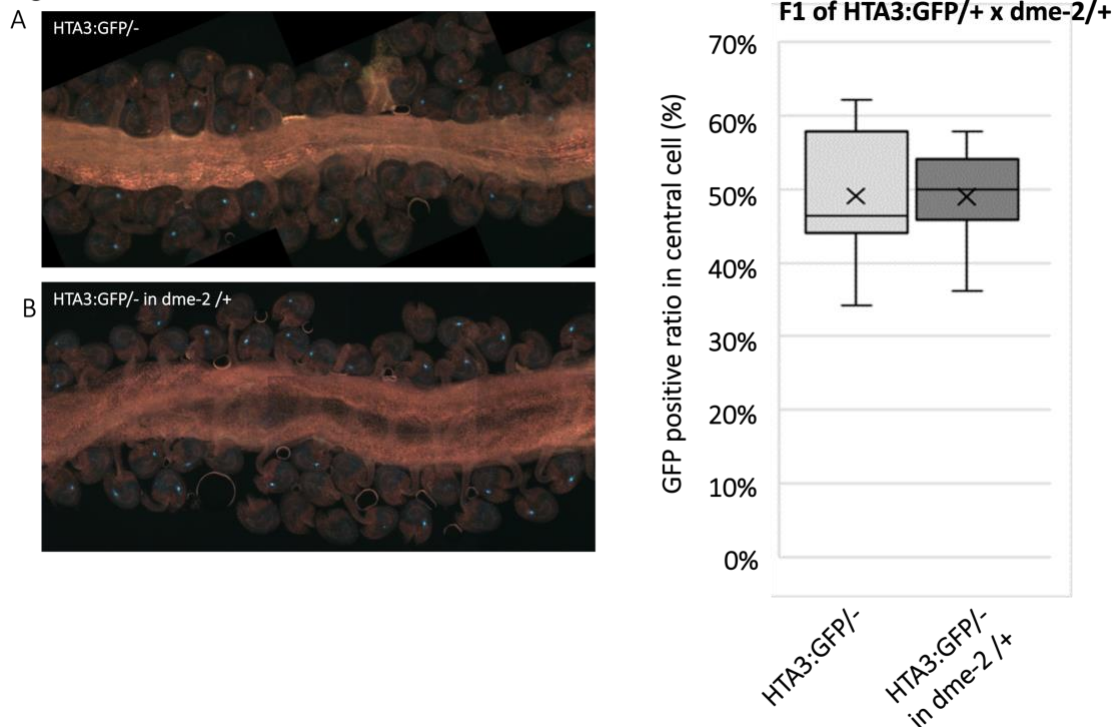 A
HTA3:GFP/-
B
HTA3:GFP/- in dme-2 /+
F1 of HTA3:GFP/+ x dme-2/+
GFP positive ratio in central cell (%)
70%
60%
50%
40%
30%
20%
10%
0%
HTA3:GFP/-
HTA3:GFP/-
in dme-2 /+